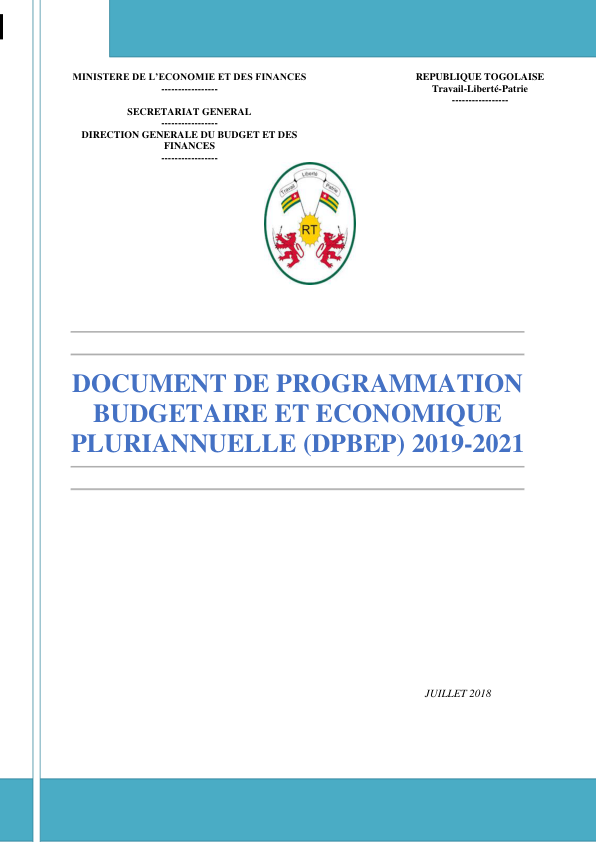 MINISTERE DE L'ECONOMIE ET DES FINANCES
-----------------
SECRETARIAT GENERAL
-----------------
DIRECTION GENERALE DU BUDGET ET DES
FINANCES
-----------------
REPUBLIQUE TOGOLAISE
Travail-Liberté-Patrie
-----------------
Travail
Liberté
Patrie
RT
DOCUMENT DE PROGRAMMATION
BUDGETAIRE ET ECONOMIQUE
PLURIANNUELLE (DPBEP) 2019-2021
JUILLET 2018